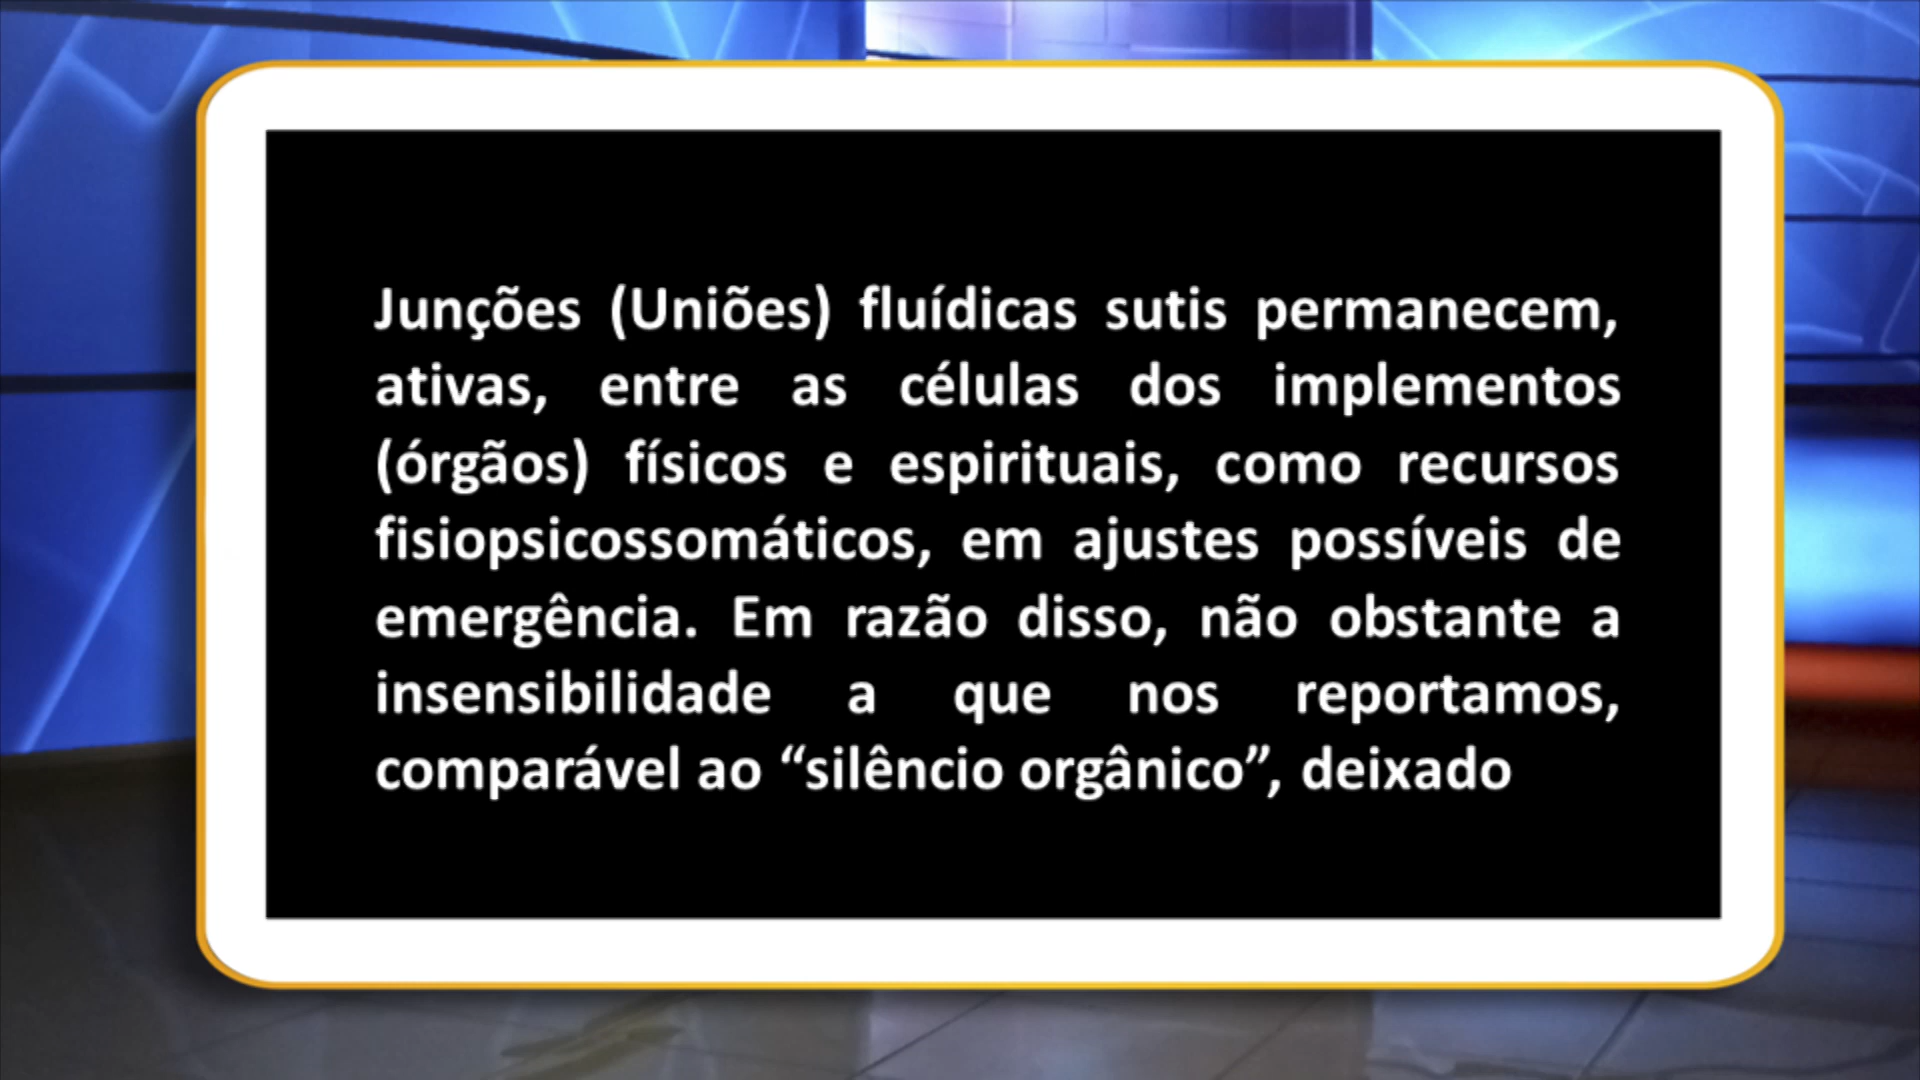 Junções (Uniões) fluídicas sutis permanecem,
ativas, entre as células dos implementos
(órgãos) físicos e espirituais, como recursos
fisiopsicossomáticos, em ajustes possíveis de
emergência. Em razão disso, não obstante a
insensibilidade a que nos reportamos,
comparável ao “silêncio orgânico”, deixado